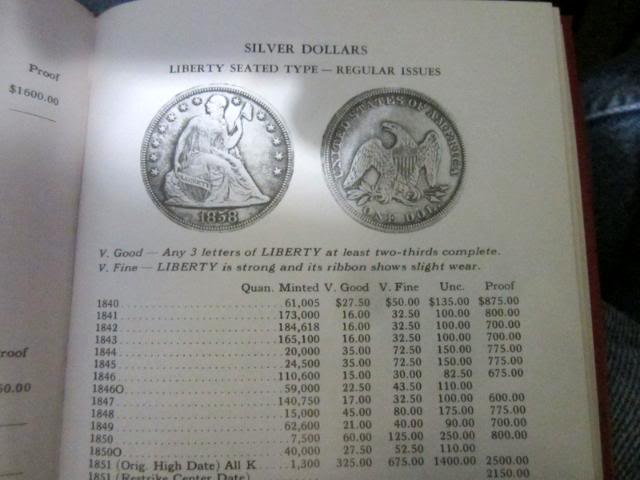 Proof
$1600.00
roof
50.00
SILVER DOLLARS
LIBERTY SEATED TYPE — REGULAR ISSUES
UNITED STATES OF AMERICA
LIBERTY
1858
ONE DOL.
V. Good — Any 3 letters of LIBERTY at least two-thirds complete.
V. Fine — LIBERTY is strong and its ribbon shows slight wear.
Quan. Minted V. Good V. Fine Unc. Proof
1840 61,005 $27.50 $50.00 $135.00 $875.00
1841 173,000 16.00 32.50 100.00 800.00
1842 184,618 16.00 32.50 100.00 700.00
1843 165,100 16.00 32.50 100.00 700.00
1844 20,000 35.00 72.50 150.00 775.00
1845 24,500 35.00 72.50 150.00 775.00
1846 110,600 15.00 30.00 82.50 675.00
1846O 59,000 22.50 43.50 110.00
1847 140,750 17.00 32.50 100.00 600.00
1848 15,000 45.00 80.00 175.00 775.00
1849 62,600 21.00 40.00 90.00 700.00
1850 7,500 60.00 125.00 250.00 800.00
1850O 40,000 27.50 52.50 110.00
1851 (Orig. High Date) All K 1,300 325.00 675.00 1400.00 2500.00
1851 (Restrike Center Date) 2150.00